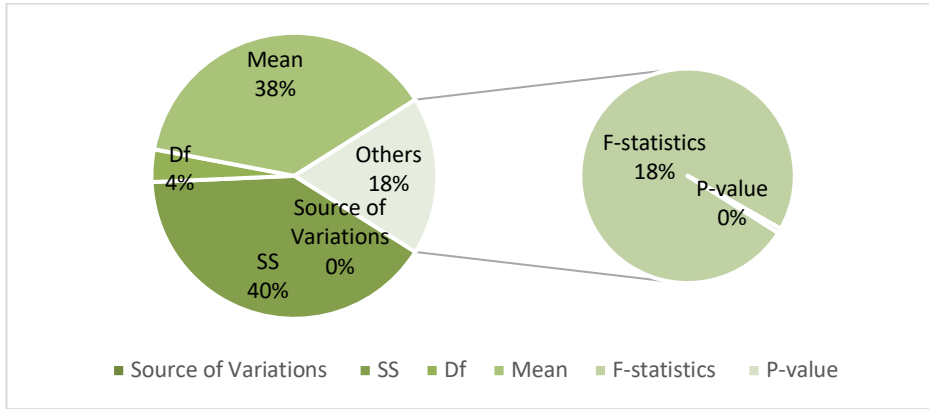 Mean
38%
Df
4%
Others
18%
Source of
Variations
0%
SS
40%
F-statistics
18%
P-value
0%
Source of Variations SS Df Mean F-statistics P-value